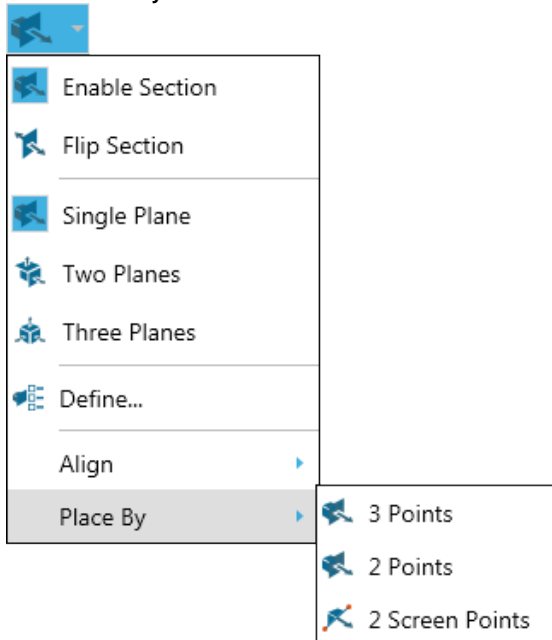 Enable Section
Flip Section
Single Plane
Two Planes
Three Planes
Define...
Align
Place By
3 Points
2 Points
2 Screen Points